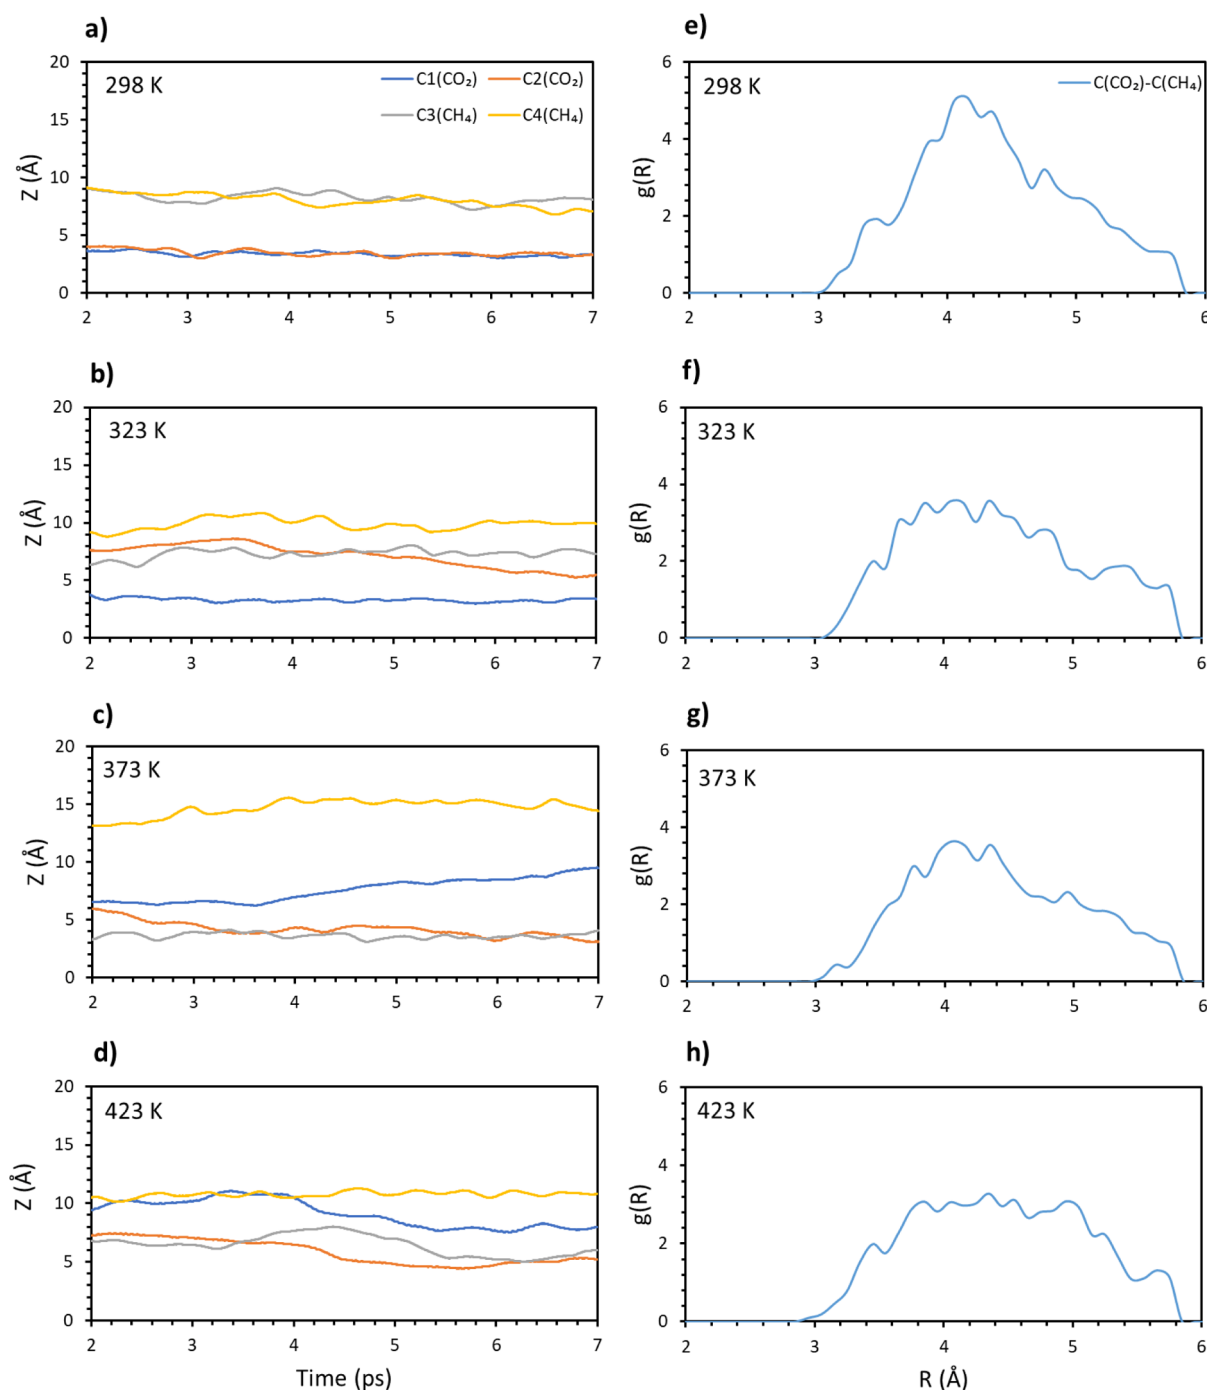 a)
298 K
C1(CO₂) C2(CO₂)
C3(CH₄) C4(CH₄)
Z (Å)
20
15
10
5
0
2 3 4 5 6 7
e)
298 K
C(CO₂)-C(CH₄)
g(R)
6
4
2
0
2 3 4 5 6
b)
323 K
Z (Å)
20
15
10
5
0
2 3 4 5 6 7
f)
323 K
g(R)
6
4
2
0
2 3 4 5 6
c)
373 K
Z (Å)
20
15
10
5
0
2 3 4 5 6 7
g)
373 K
g(R)
6
4
2
0
2 3 4 5 6
d)
423 K
Z (Å)
20
15
10
5
0
2 3 4 5 6 7
Time (ps)
h)
423 K
g(R)
6
4
2
0
2 3 4 5 6
R (Å)